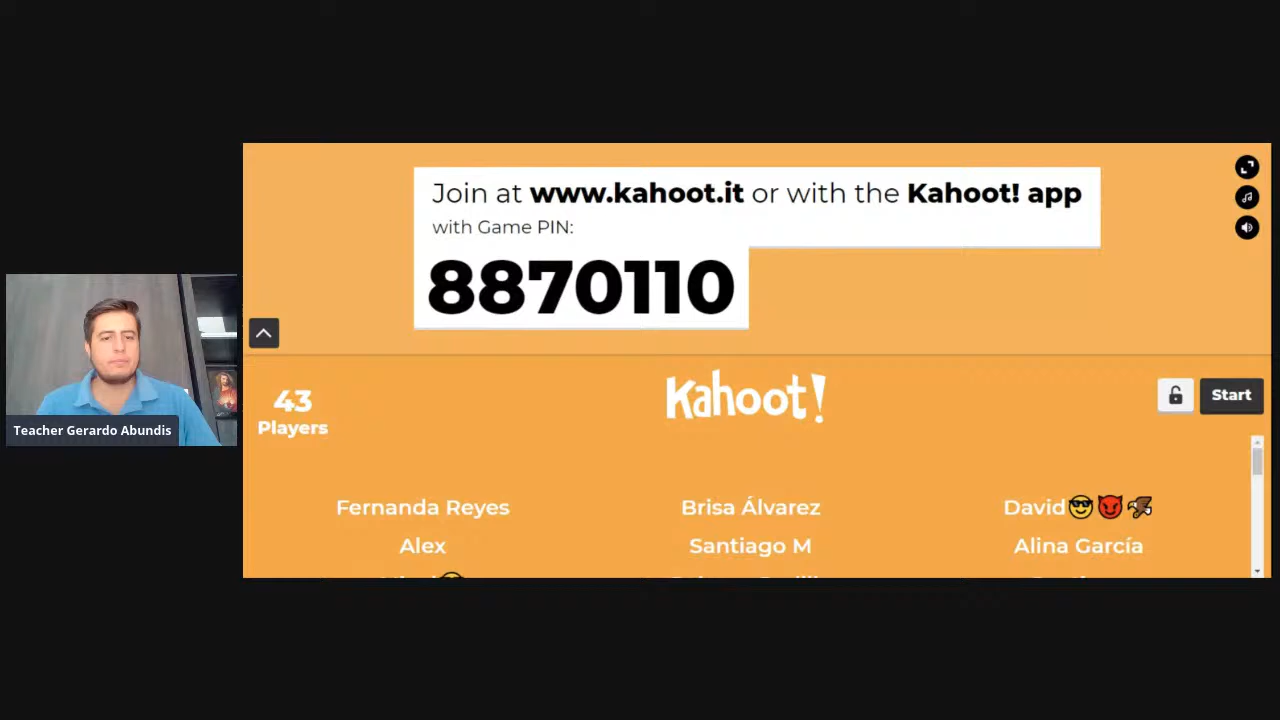 Join at www.kahoot.it or with the Kahoot! app
with Game PIN:
8870110
43
Players
Kahoot!
Start
Fernanda Reyes
Brisa Álvarez
David😎😈🦅
Alex
Santiago M
Alina García
Teacher Gerardo Abundis